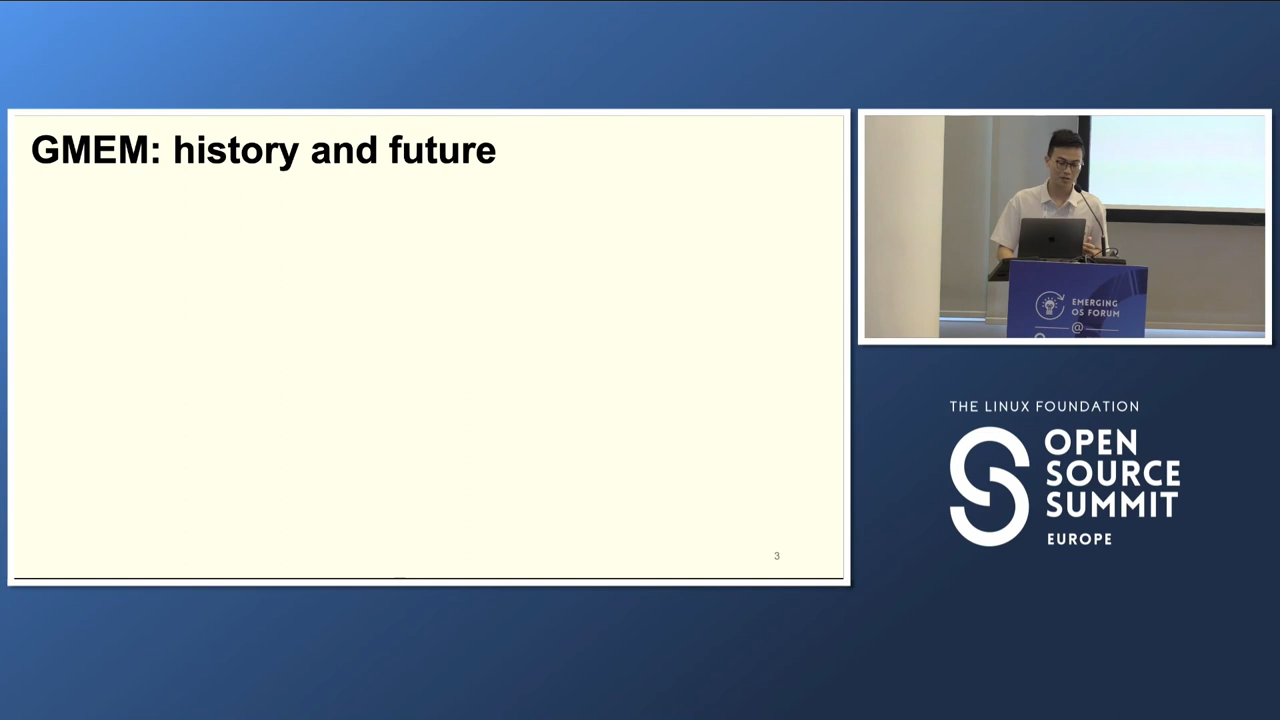 GMEM: history and future
3
EMERGING
OS FORUM
@
THE LINUX FOUNDATION
OPEN
SOURCE
SUMMIT
EUROPE